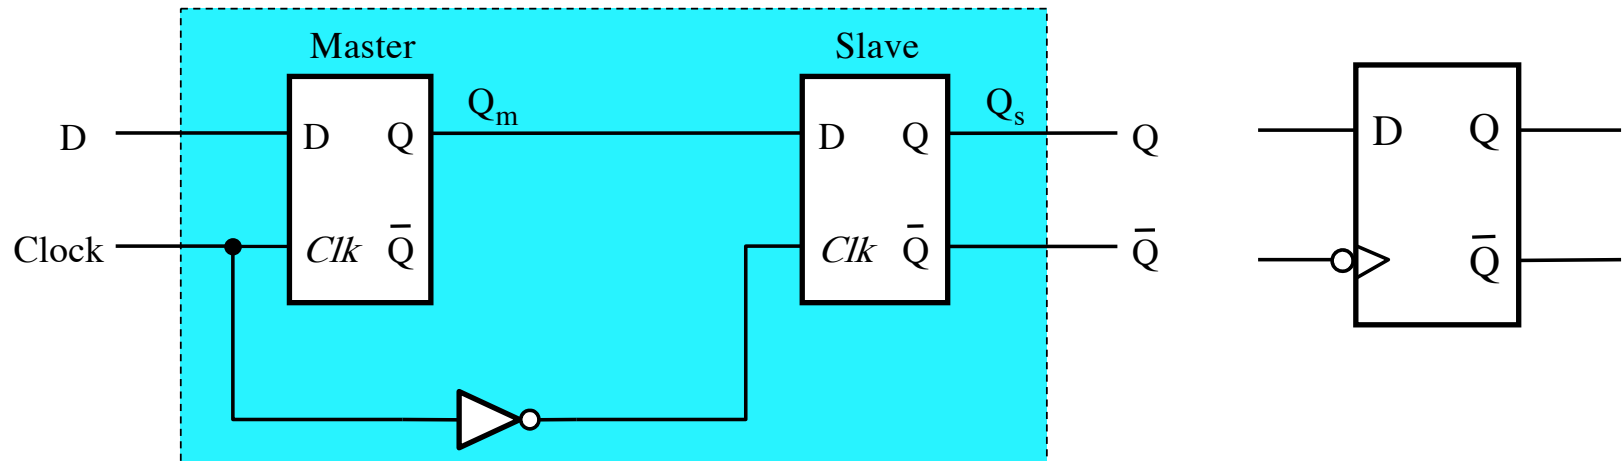 Master Slave
Qm Qs
D D Q D Q Q D Q
Clock Clk Q̅ Clk Q̅ Q̅ Q̅